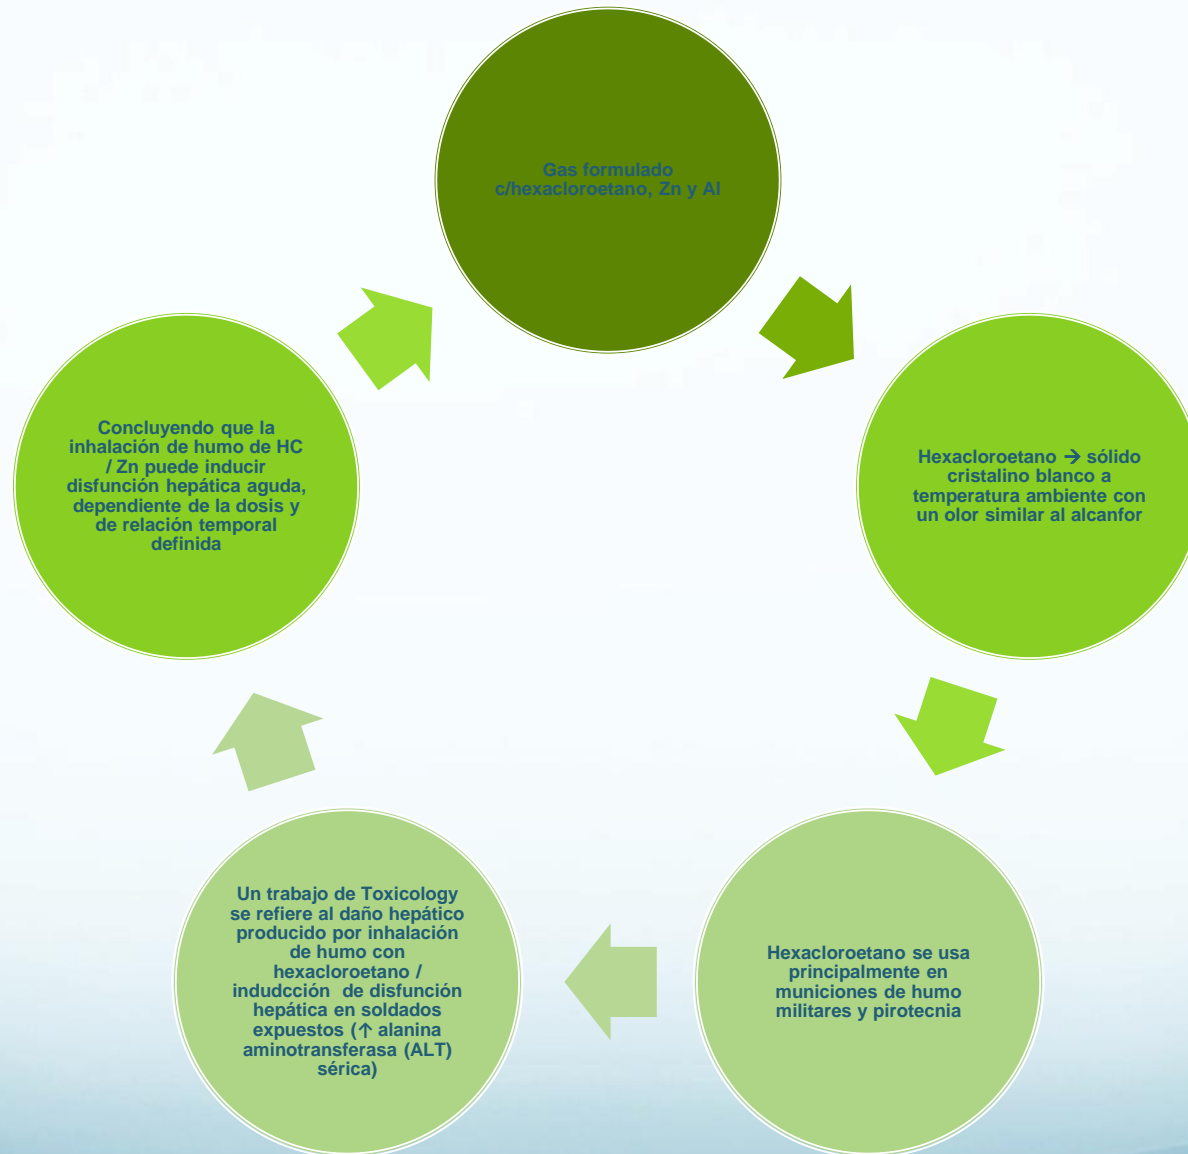 Gas formulado
c/hexacloroetano, Zn y Al
Hexacloroetano → sólido
cristalino blanco a
temperatura ambiente con
un olor similar al alcanfor
Hexacloroetano se usa
principalmente en
municiones de humo
militares y pirotecnia
Un trabajo de Toxicology
se refiere al daño hepático
producido por inhalación
de humo con
hexacloroetano /
indudcción de disfunción
hepática en soldados
expuestos (↑ alanina
aminotransferasa (ALT)
sérica)
Concluyendo que la
inhalación de humo de HC
/ Zn puede inducir
disfunción hepática aguda,
dependiente de la dosis y
de relación temporal
definida